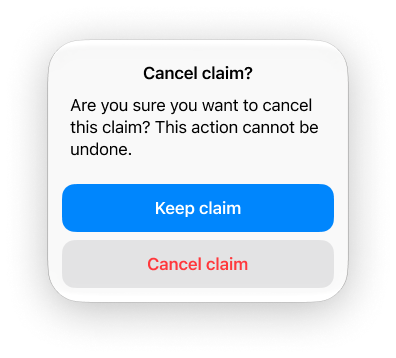 Cancel claim?
Are you sure you want to cancel
this claim? This action cannot be
undone.
Keep claim
Cancel claim